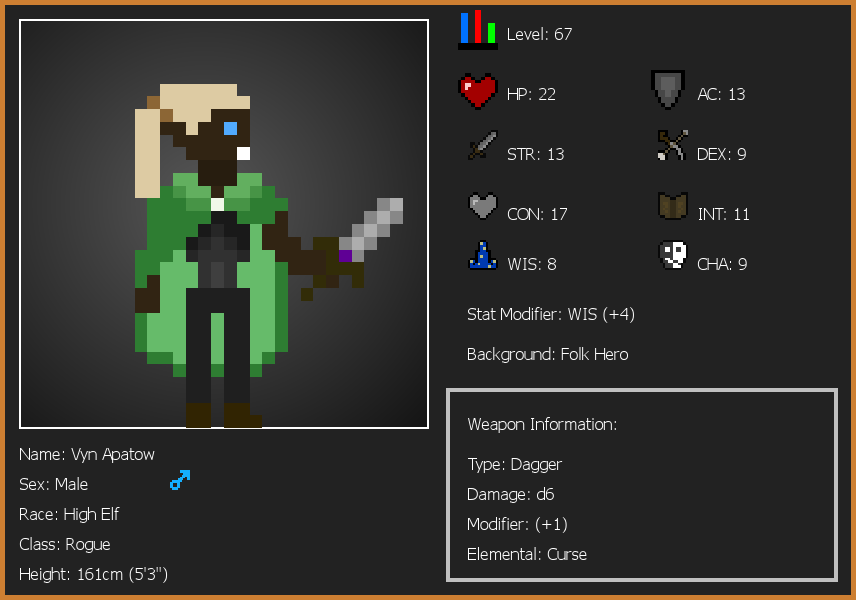 Level: 67
HP: 22
AC: 13
STR: 13
DEX: 9
CON: 17
INT: 11
WIS: 8
CHA: 9
Stat Modifier: WIS (+4)
Background: Folk Hero
Weapon Information:
Type: Dagger
Damage: d6
Modifier: (+1)
Elemental: Curse
Name: Vyn Apatow
Sex: Male
Race: High Elf
Class: Rogue
Height: 161cm (5'3")